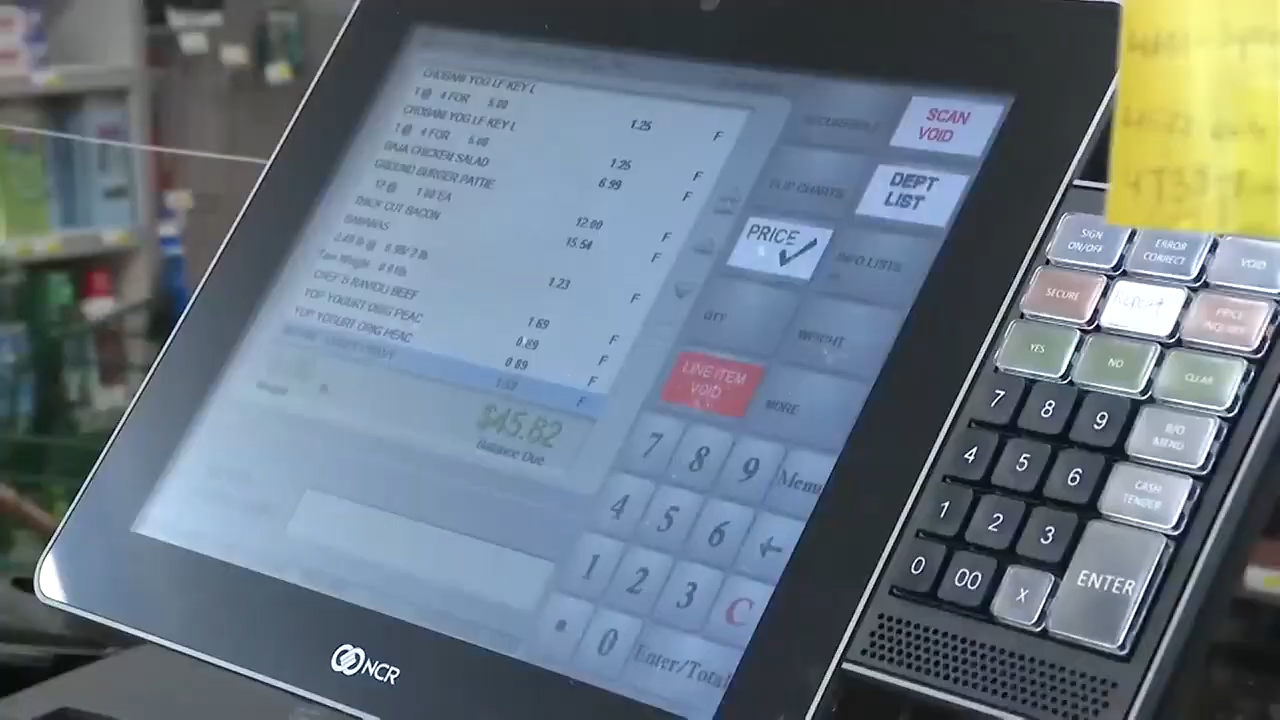 CHOBANI YOG LF KEY L
1 @ 4 FOR 5.00
1.25 F
CHOBANI YOG LF KEY L
1 @ 4 FOR 5.00
1.25 F
CHICKEN SALAD 6.99 F
GROUND BURGER PATTIE
12 @ 1.00 EA
12.00 F
THICK CUT BACON 15.54 F
BANANAS
1.23 F
CHEF B RAVIOLI BEEF 1.69 F
YOP YOGURT ORIG PEAC 0.89 F
YOP YOGURT ORIG PEAC 0.89 F
F
$45.62
Balance Due
SCAN
VOID
FLIP CHARTS
DEPT
LIST
PRICE
INFO LISTS
QTY
WEIGHT
LINE ITEM
VOID
MORE
7 8 9 Menu
4 5 6
1 2 3 C
. 0 Enter/Total
NCR
SIGN
ON/OFF
ERROR
CORRECT
VOID
SECURE
PRICE
INQUIRY
YES
NO
CLEAR
7 8 9
4 5 6
1 2 3
0 00 X
CASH
TENDER
ENTER